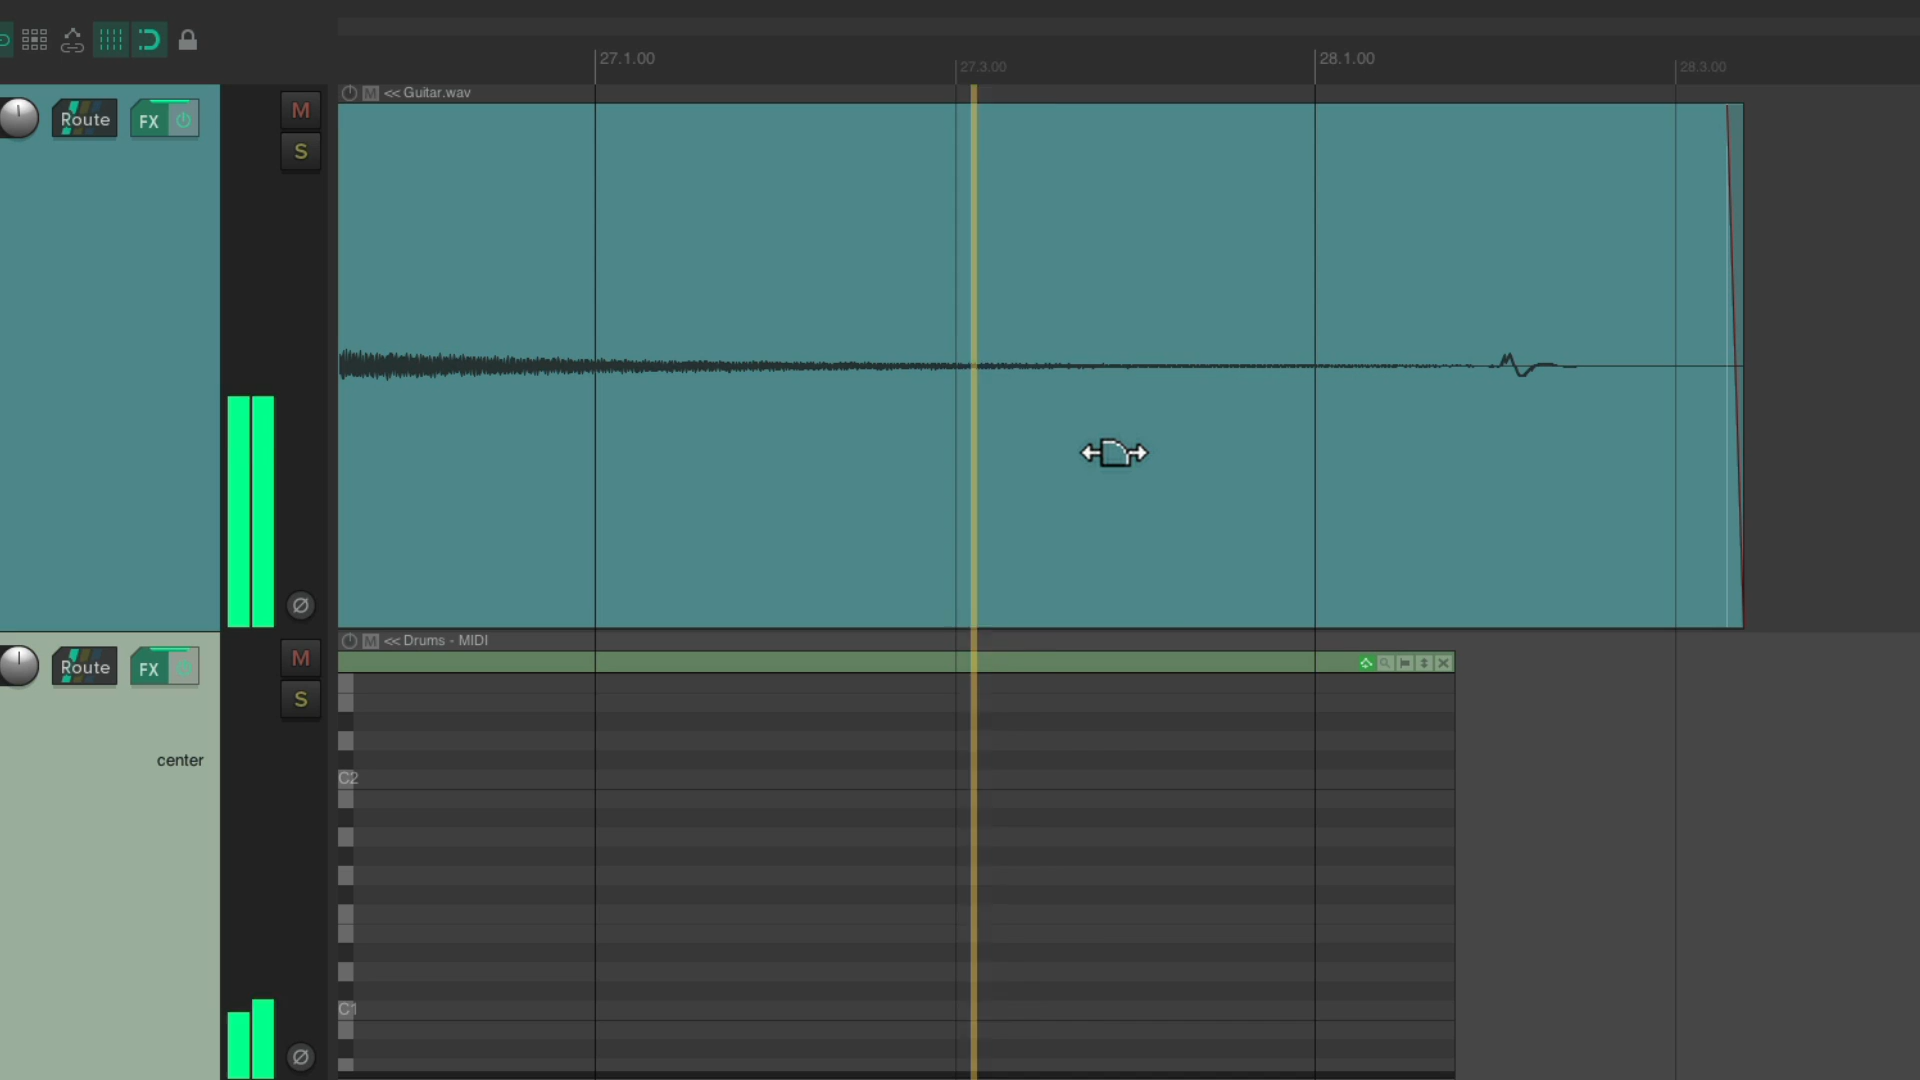 27.1.00
27.3.00
28.1.00
28.3.00
M << Guitar.wav
Route
FX
M
S
M << Drums - MIDI
Route
FX
M
S
center
C2
C1